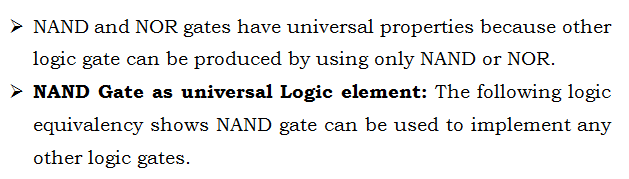 ➢ NAND and NOR gates have universal properties because other
logic gate can be produced by using only NAND or NOR.
➢ NAND Gate as universal Logic element: The following logic
equivalency shows NAND gate can be used to implement any
other logic gates.